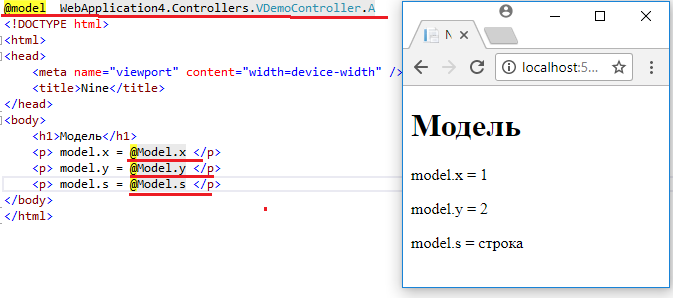 @model WebApplication4.Controllers.VDemoController.A
<!DOCTYPE html>
<html>
<head>
    <meta name="viewport" content="width=device-width" />
    <title>Nine</title>
</head>
<body>
    <h1>Модель</h1>
    <p> model.x = @Model.x </p>
    <p> model.y = @Model.y </p>
    <p> model.s = @Model.s </p>
</body>
</html>
localhost:5...
Модель
model.x = 1
model.y = 2
model.s = строка